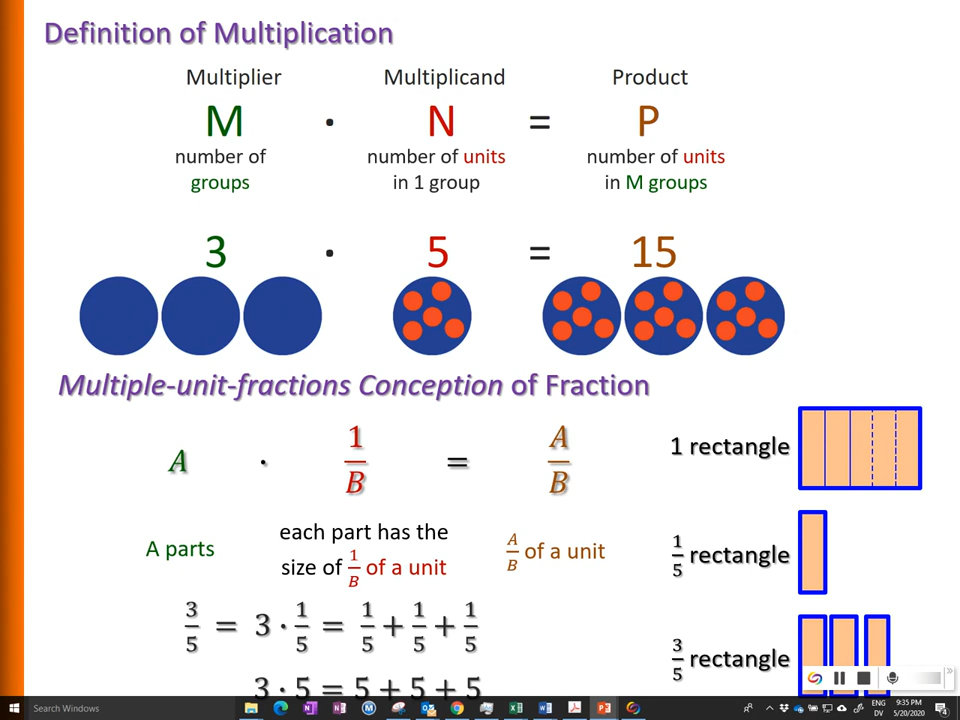 Definition of Multiplication
Multiplier Multiplicand Product
M · N = P
number of number of units number of units
groups in 1 group in M groups
3 · 5 = 15
Multiple-unit-fractions Conception of Fraction
1 rectangle
A · 1/B = A/B
each part has the
A parts size of 1/B of a unit A/B of a unit
1/5 rectangle
3/5 = 3 · 1/5 = 1/5 + 1/5 + 1/5
3/5 rectangle
3 · 5 = 5 + 5 + 5
Search Windows
ENG 9:35 PM
DV 5/20/2020
4